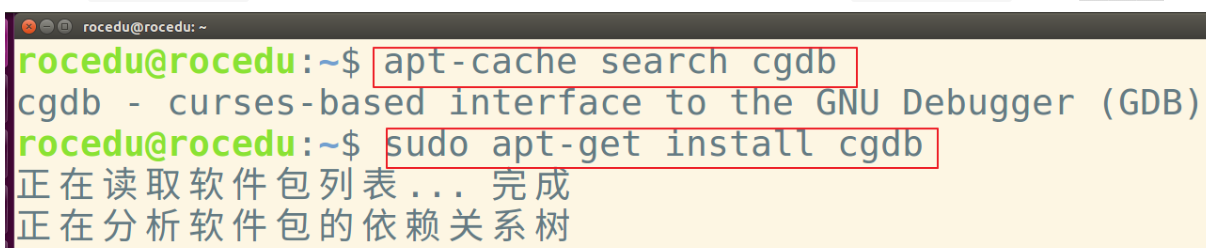 rocedu@rocedu: ~
rocedu@rocedu:~$ apt-cache search cgdb
cgdb - curses-based interface to the GNU Debugger (GDB)
rocedu@rocedu:~$ sudo apt-get install cgdb
正在读取软件包列表... 完成
正在分析软件包的依赖关系树